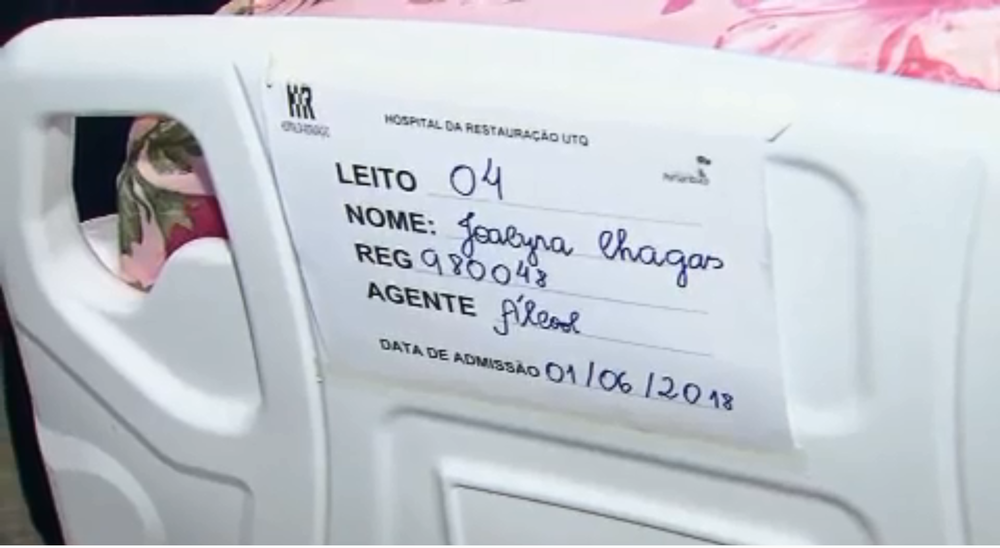 HR
HOSPITAL DA RESTAURAÇÃO UTQ
LEITO 04
NOME: Joalyna Chagas
REG 980048
AGENTE Álcool
DATA DE ADMISSÃO 01/06/2018